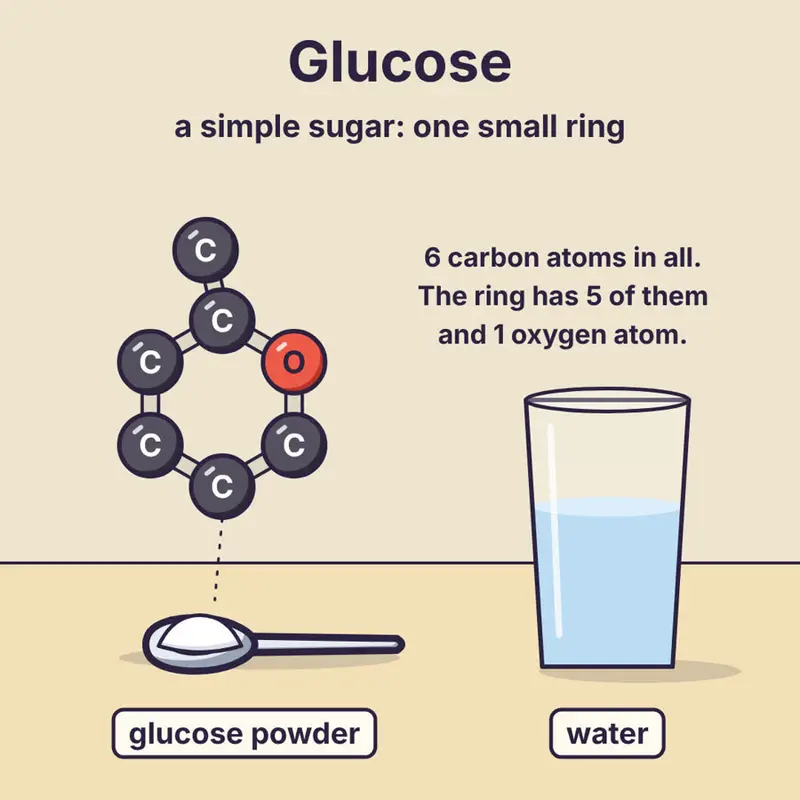 Glucose
a simple sugar: one small ring
C
C
C
O
C
C
C
6 carbon atoms in all.
The ring has 5 of them
and 1 oxygen atom.
glucose powder
water